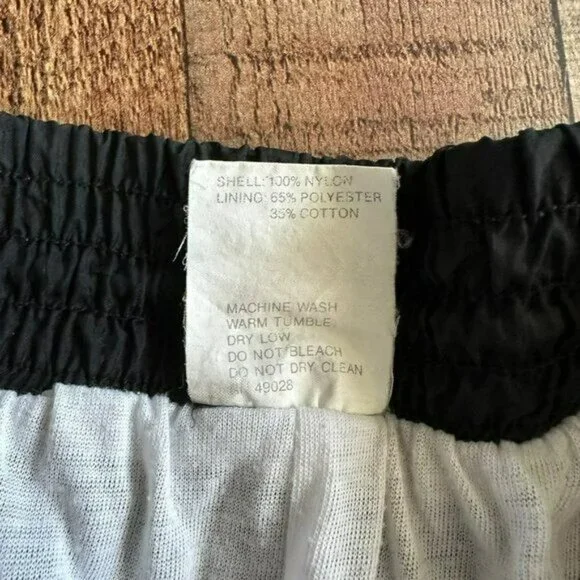 SHELL: 100% NYLON
LINING: 65% POLYESTER
35% COTTON
MACHINE WASH
WARM TUMBLE
DRY LOW
DO NOT BLEACH
DO NOT DRY CLEAN
RN 49028